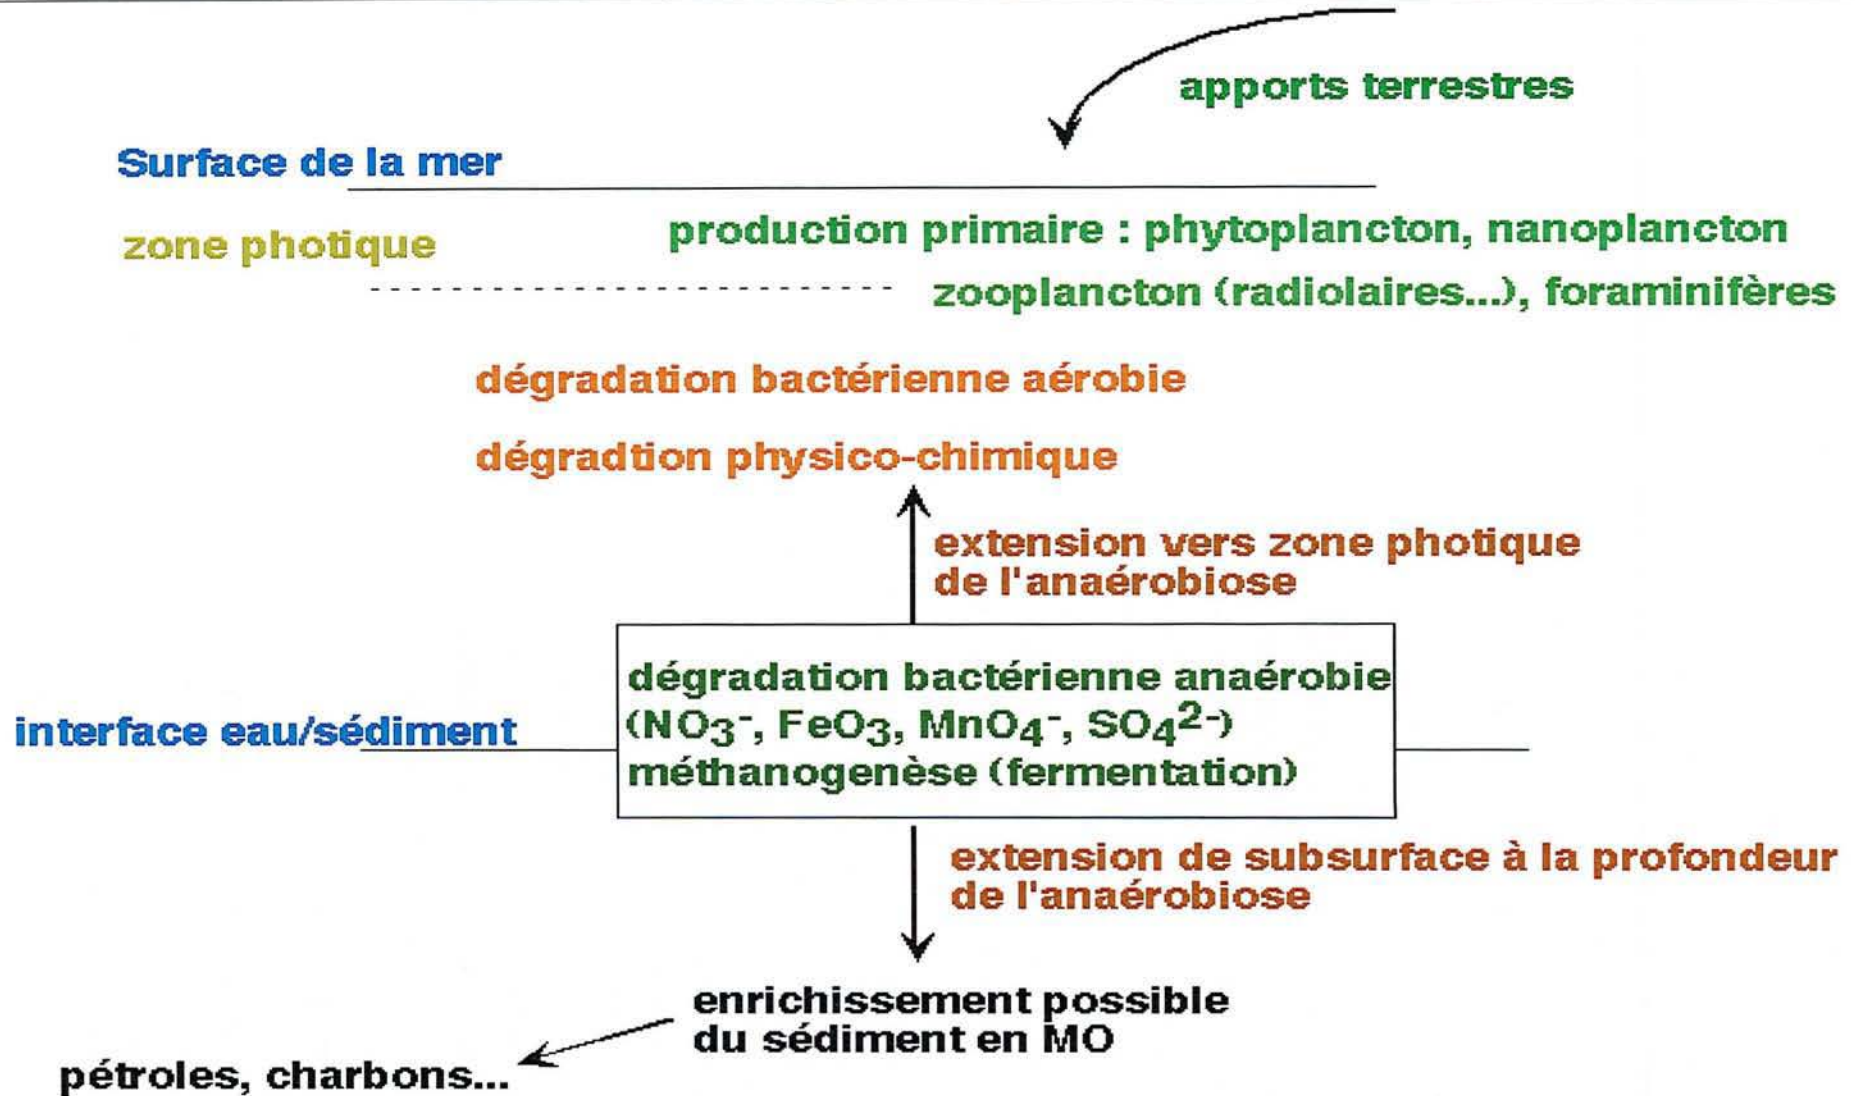 apports terrestres
Surface de la mer
zone photique
production primaire : phytoplancton, nanoplancton
zooplancton (radiolaires...), foraminifères
dégradation bactérienne aérobie
dégradtion physico-chimique
extension vers zone photique
de l'anaérobiose
dégradation bactérienne anaérobie
(NO3-, FeO3, MnO4-, SO42-)
méthanogenèse (fermentation)
interface eau/sédiment
extension de subsurface à la profondeur
de l'anaérobiose
enrichissement possible
du sédiment en MO
pétroles, charbons...